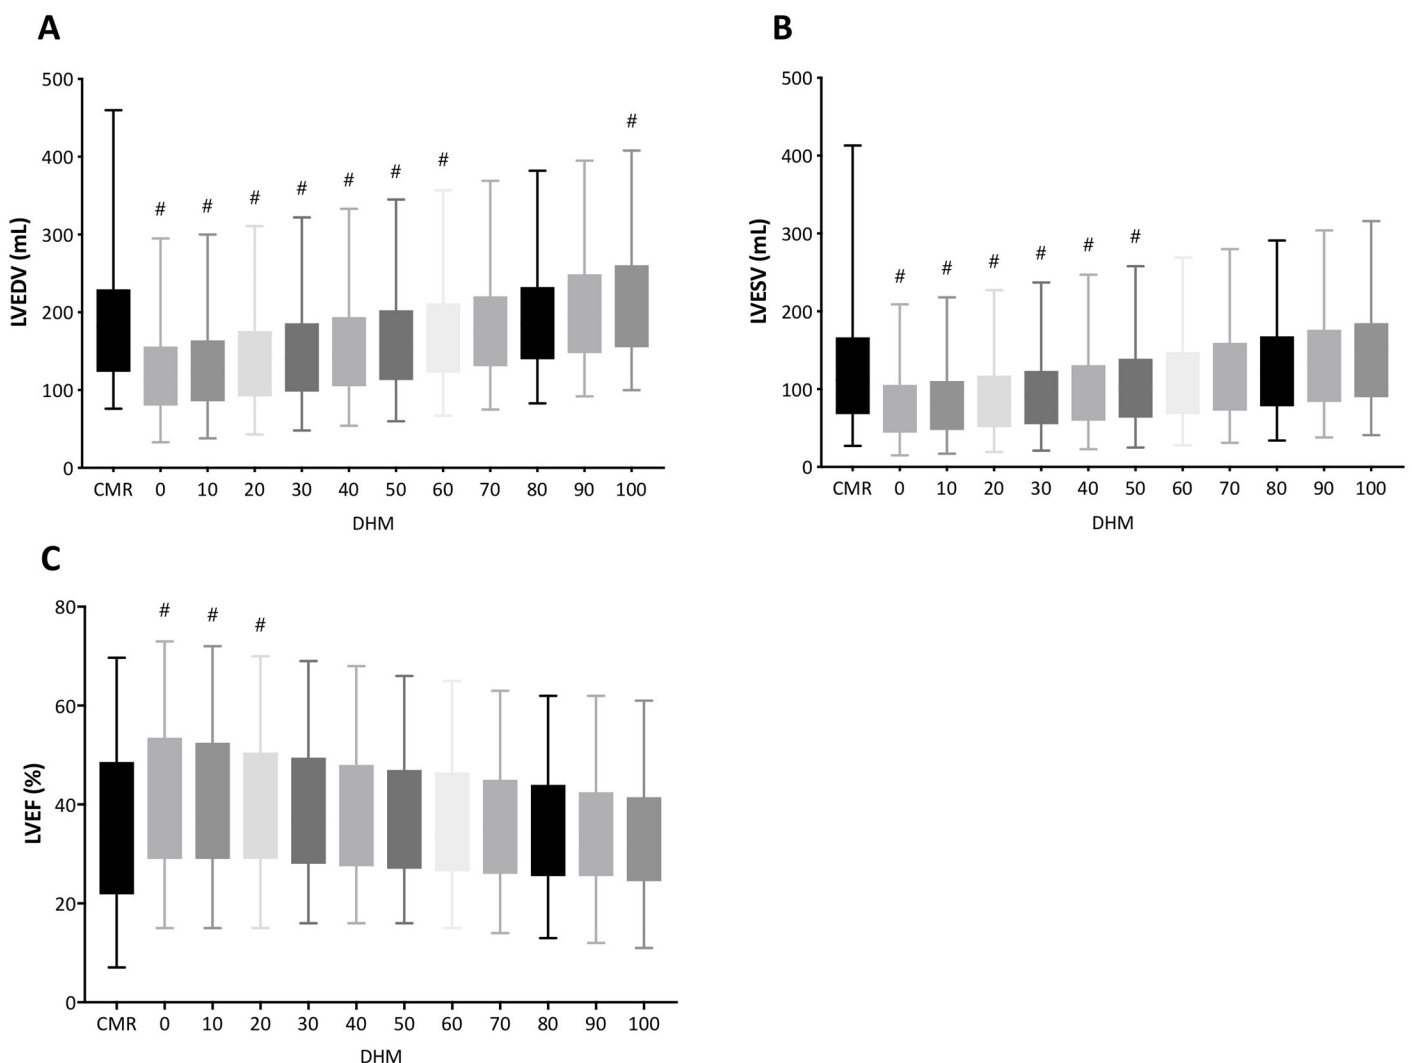 A
500
400
300
200
100
0
LVEDV (mL)
# # # # # # # #
CMR 0 10 20 30 40 50 60 70 80 90 100
DHM
B
500
400
300
200
100
0
LVESV (mL)
# # # # # #
CMR 0 10 20 30 40 50 60 70 80 90 100
DHM
C
80
60
40
20
0
LVEF (%)
# # #
CMR 0 10 20 30 40 50 60 70 80 90 100
DHM